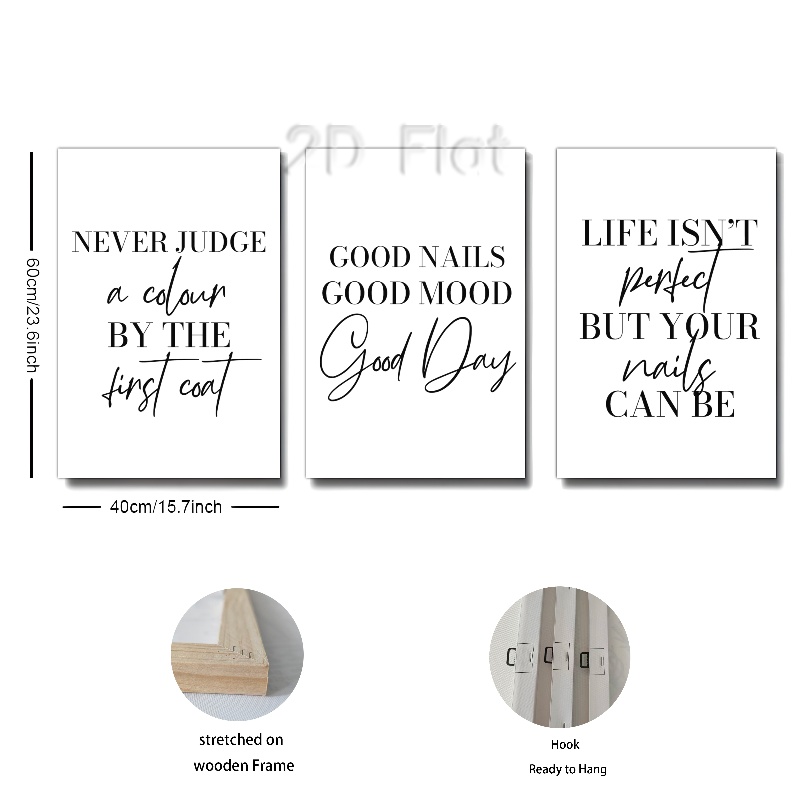 2D Flat
60cm/23.6inch
NEVER JUDGE
a colour
BY THE
first coat
GOOD NAILS
GOOD MOOD
Good Day
LIFE ISN'T
perfect
BUT YOUR
nails
CAN BE
40cm/15.7inch
stretched on
wooden Frame
Hook
Ready to Hang